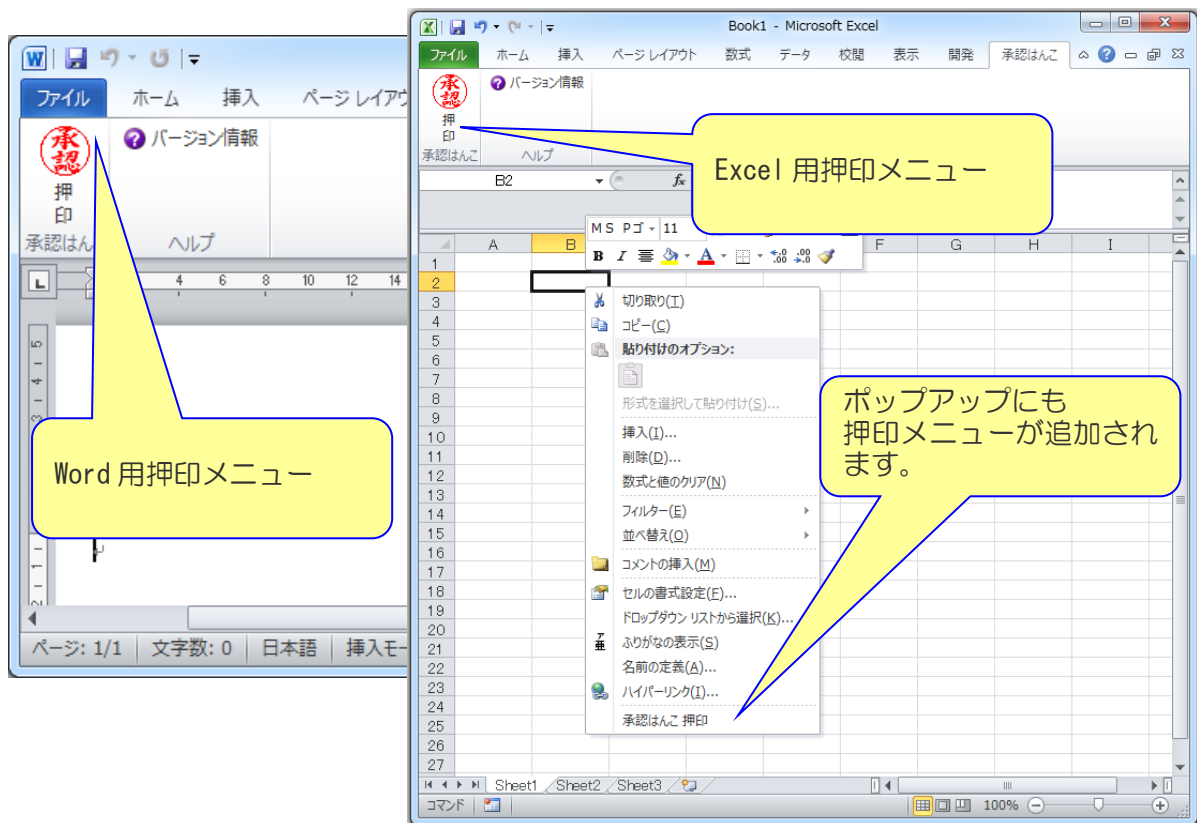 ファイル ホーム 挿入 ページ レイアウ
承認
押
印
バージョン情報
承認はん ヘルプ
4 6 8 10 12 14
Word 用押印メニュー
ページ: 1/1 文字数: 0 日本語 挿入モー
Book1 - Microsoft Excel
ファイル ホーム 挿入 ページ レイアウト 数式 データ 校閲 表示 開発 承認はんこ
承認
押
印
バージョン情報
承認はんこ ヘルプ
Excel 用押印メニュー
B2 fx
MS Pゴ 11
B I A .00 .00
A B F G H I
1
2
3
4
5
6
7
8
9
10
11
12
13
14
15
16
17
18
19
20
21
22
23
24
25
26
27
切り取り(T)
コピー(C)
貼り付けのオプション:
形式を選択して貼り付け(S)...
挿入(I)...
削除(D)...
数式と値のクリア(N)
フィルター(E)
並べ替え(O)
コメントの挿入(M)
セルの書式設定(F)...
ドロップダウン リストから選択(K)...
ふりがなの表示(S)
名前の定義(A)...
ハイパーリンク(I)...
承認はんこ 押印
ポップアップにも
押印メニューが追加され
ます。
Sheet1 Sheet2 Sheet3
コマンド 100%